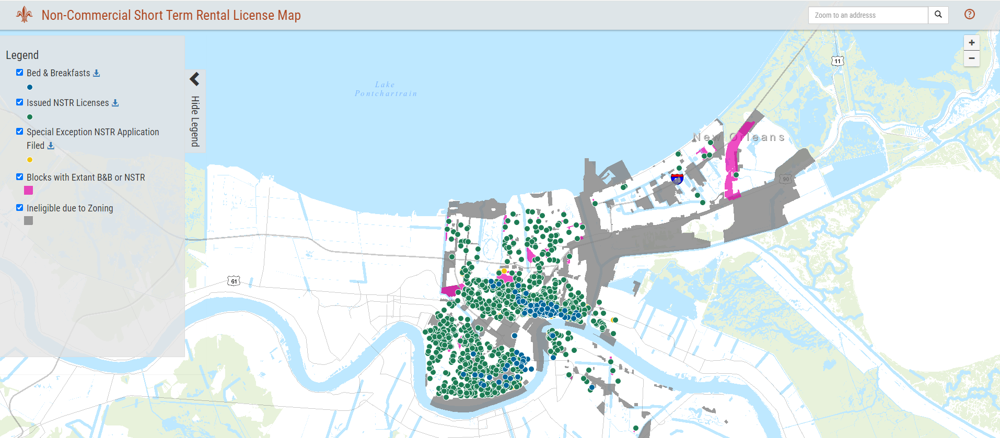 Non-Commercial Short Term Rental License Map
Zoom to an addresss
?
Legend
Bed & Breakfasts
Issued NSTR Licenses
Special Exception NSTR Application
Filed
Blocks with Extant B&B or NSTR
Ineligible due to Zoning
Hide Legend
+
−
Lake
Pontchartrain
11
New Orleans
10
90
61